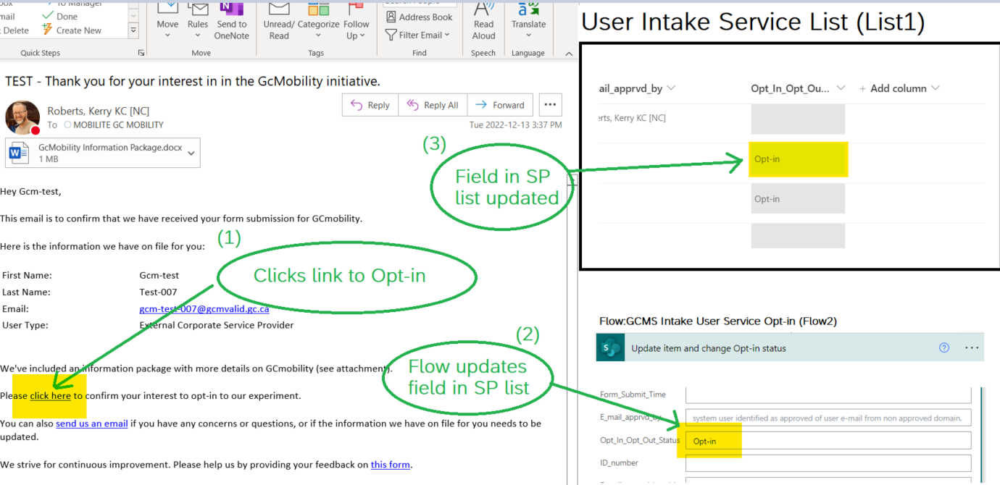 To Manager
Done
Delete
Create New
Quick Steps
Move
Rules
Send to
OneNote
Move
Unread/
Read
Categorize
Follow
Up
Tags
Address Book
Filter Email
Find
Read
Aloud
Speech
Translate
Language
TEST - Thank you for your interest in in the GcMobility initiative.
Roberts, Kerry KC [NC]
To MOBILITE GC MOBILITY
Reply
Reply All
Forward
Tue 2022-12-13 3:37 PM
GcMobility Information Package.docx
1 MB
Hey Gcm-test,
This email is to confirm that we have received your form submission for GCmobility.
Here is the information we have on file for you:
First Name: Gcm-test
Last Name: Test-007
Email: gcm-test-007@gcmvalid.gc.ca
User Type: External Corporate Service Provider
We've included an information package with more details on GCmobility (see attachment).
Please click here to confirm your interest to opt-in to our experiment.
You can also send us an email if you have any concerns or questions, or if the information we have on file for you needs to be
updated.
We strive for continuous improvement. Please help us by providing your feedback on this form.
(1)
Clicks link to Opt-in
(2)
Flow updates
field in SP list
(3)
Field in SP
list updated
User Intake Service List (List1)
ail_apprvd_by
Opt_In_Opt_Ou...
+ Add column
erts, Kerry KC [NC]
Opt-in
Opt-in
Flow:GCMS Intake User Service Opt-in (Flow2)
S
Update item and change Opt-in status
Form_Submit_Time
E_mail_apprvd_by
system user identified as approved of user e-mail from non approved domain.
Opt_In_Opt_Out_Status
Opt-in
ID_number